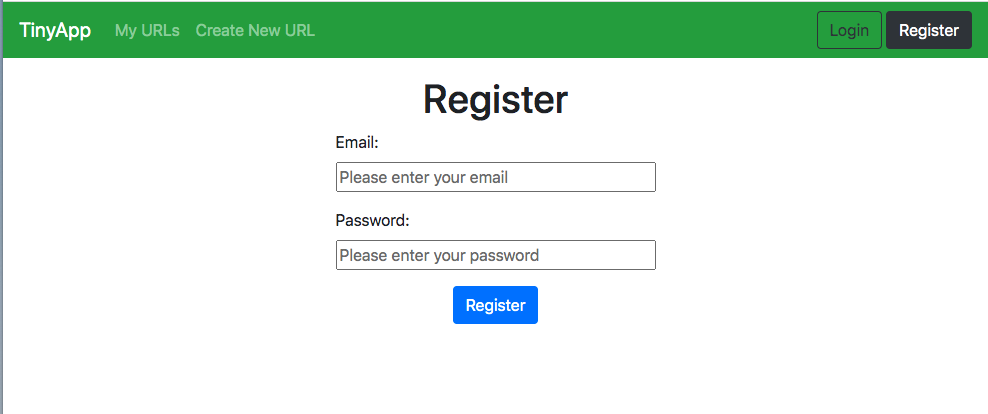 TinyApp My URLs Create New URL Login Register
Register
Email:
Please enter your email
Password:
Please enter your password
Register